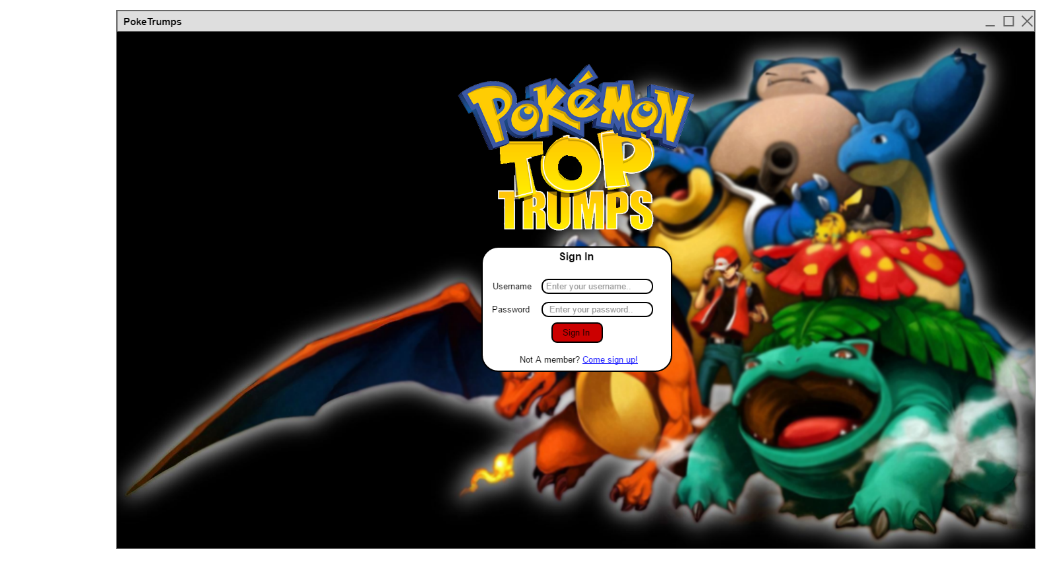 PokeTrumps
POKéMON
TOP
TRUMPS
Sign In
Username Enter your username..
Password Enter your password..
Sign In
Not A member? Come sign up!